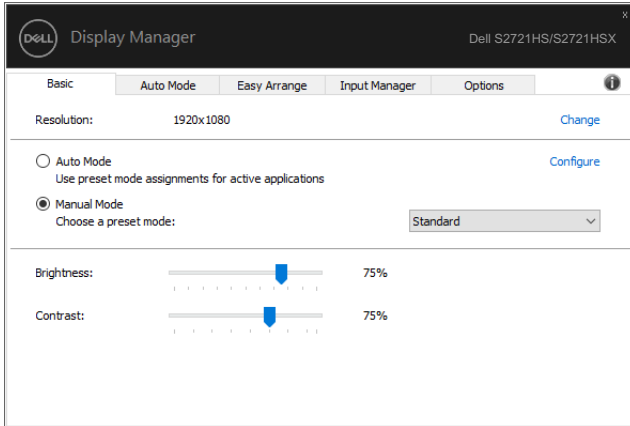 x
DELL Display Manager Dell S2721HS/S2721HSX
Basic Auto Mode Easy Arrange Input Manager Options i
Resolution: 1920x1080 Change
Auto Mode Configure
Use preset mode assignments for active applications
Manual Mode
Choose a preset mode: Standard
Brightness: 75%
Contrast: 75%